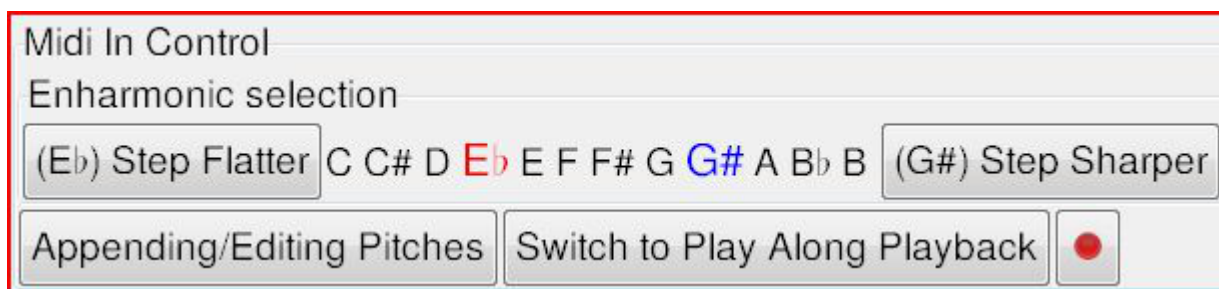 Midi In Control
Enharmonic selection
(E♭) Step Flatter C C# D E♭ E F F# G G# A B♭ B (G#) Step Sharper
Appending/Editing Pitches Switch to Play Along Playback